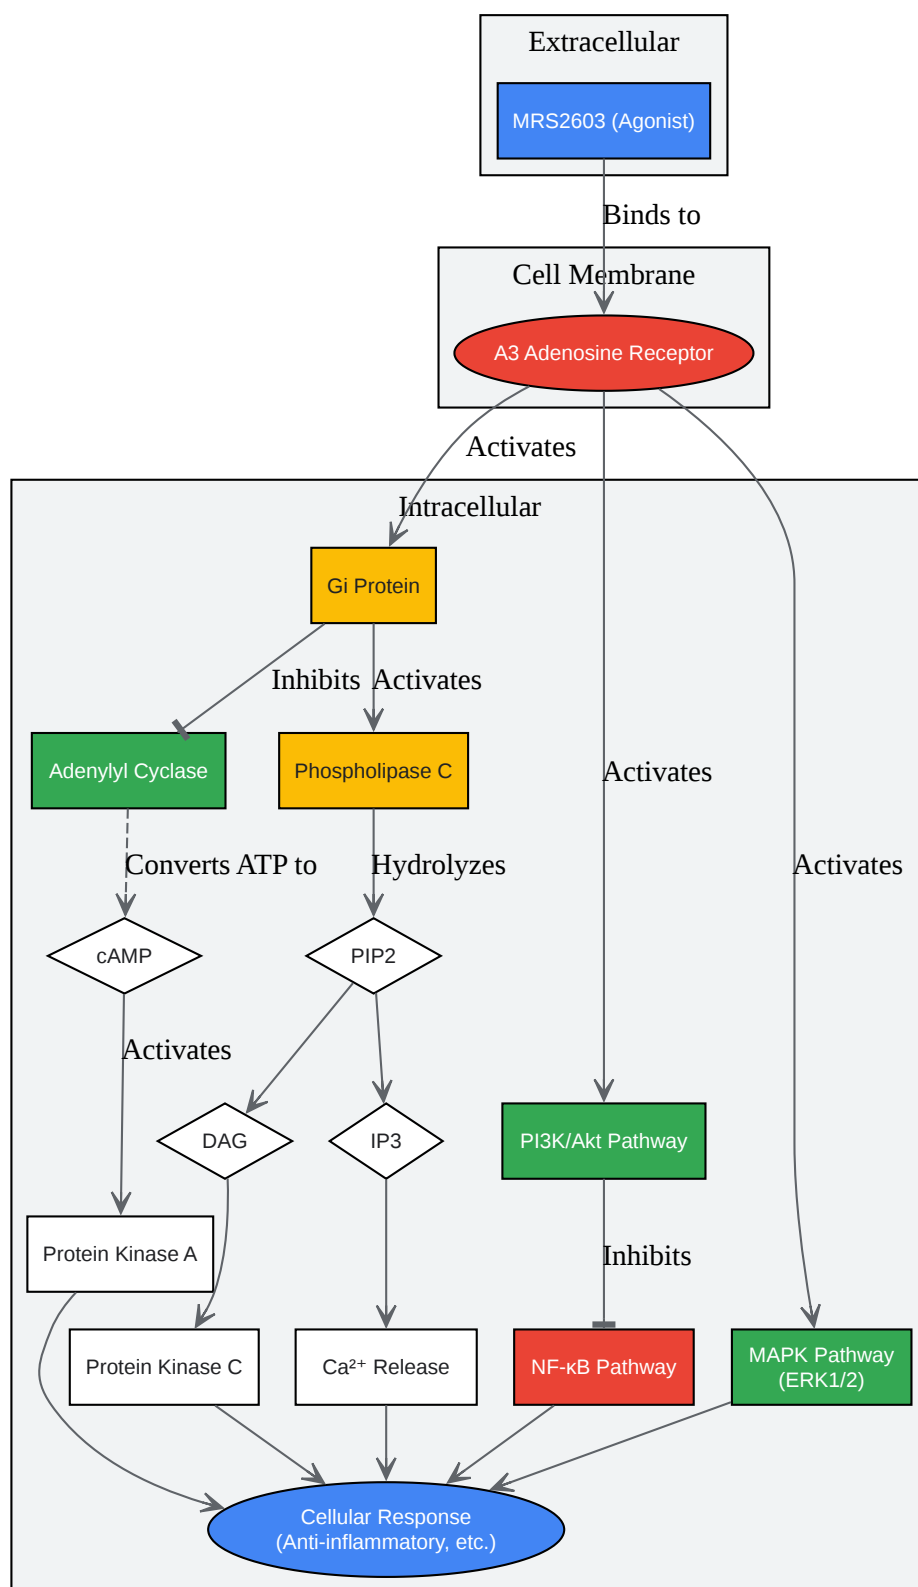 Extracellular
MRS2603 (Agonist)
Binds to
Cell Membrane
A3 Adenosine Receptor
Activates
Intracellular
Gi Protein
Inhibits
Activates
Adenylyl Cyclase
Phospholipase C
Activates
Converts ATP to
Hydrolyzes
Activates
cAMP
PIP2
Activates
DAG
IP3
PI3K/Akt Pathway
Protein Kinase A
Inhibits
Protein Kinase C
Ca²⁺ Release
NF-κB Pathway
MAPK Pathway
(ERK1/2)
Cellular Response
(Anti-inflammatory, etc.)